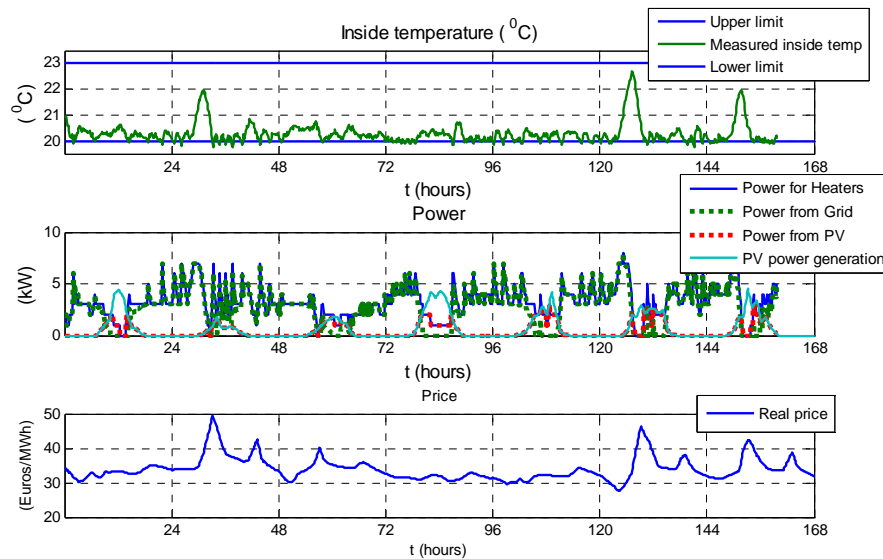 Inside temperature ( ⁰C)
Upper limit
Measured inside temp
Lower limit
(⁰C)
23
22
21
20
24 48 72 96 120 144 168
t (hours)
Power
Power for Heaters
Power from Grid
Power from PV
PV power generation
(kW)
10
5
0
24 48 72 96 120 144 168
t (hours)
Price
Real price
(Euros/MWh)
50
40
30
20
10
24 48 72 96 120 144 168
t (hours)